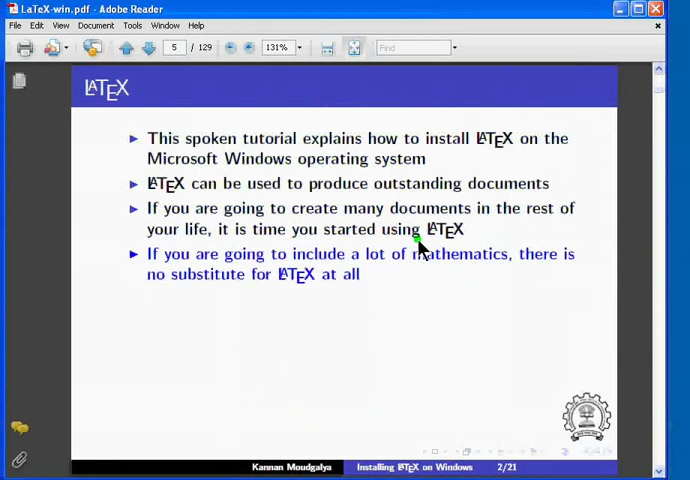 LaTeX-win.pdf - Adobe Reader
File Edit View Document Tools Window Help
5 / 129 131% Find
LATEX
This spoken tutorial explains how to install LATEX on the
Microsoft Windows operating system
LATEX can be used to produce outstanding documents
If you are going to create many documents in the rest of
your life, it is time you started using LATEX
If you are going to include a lot of mathematics, there is
no substitute for LATEX at all
Kannan Moudgalya Installing LATEX on Windows 2/21